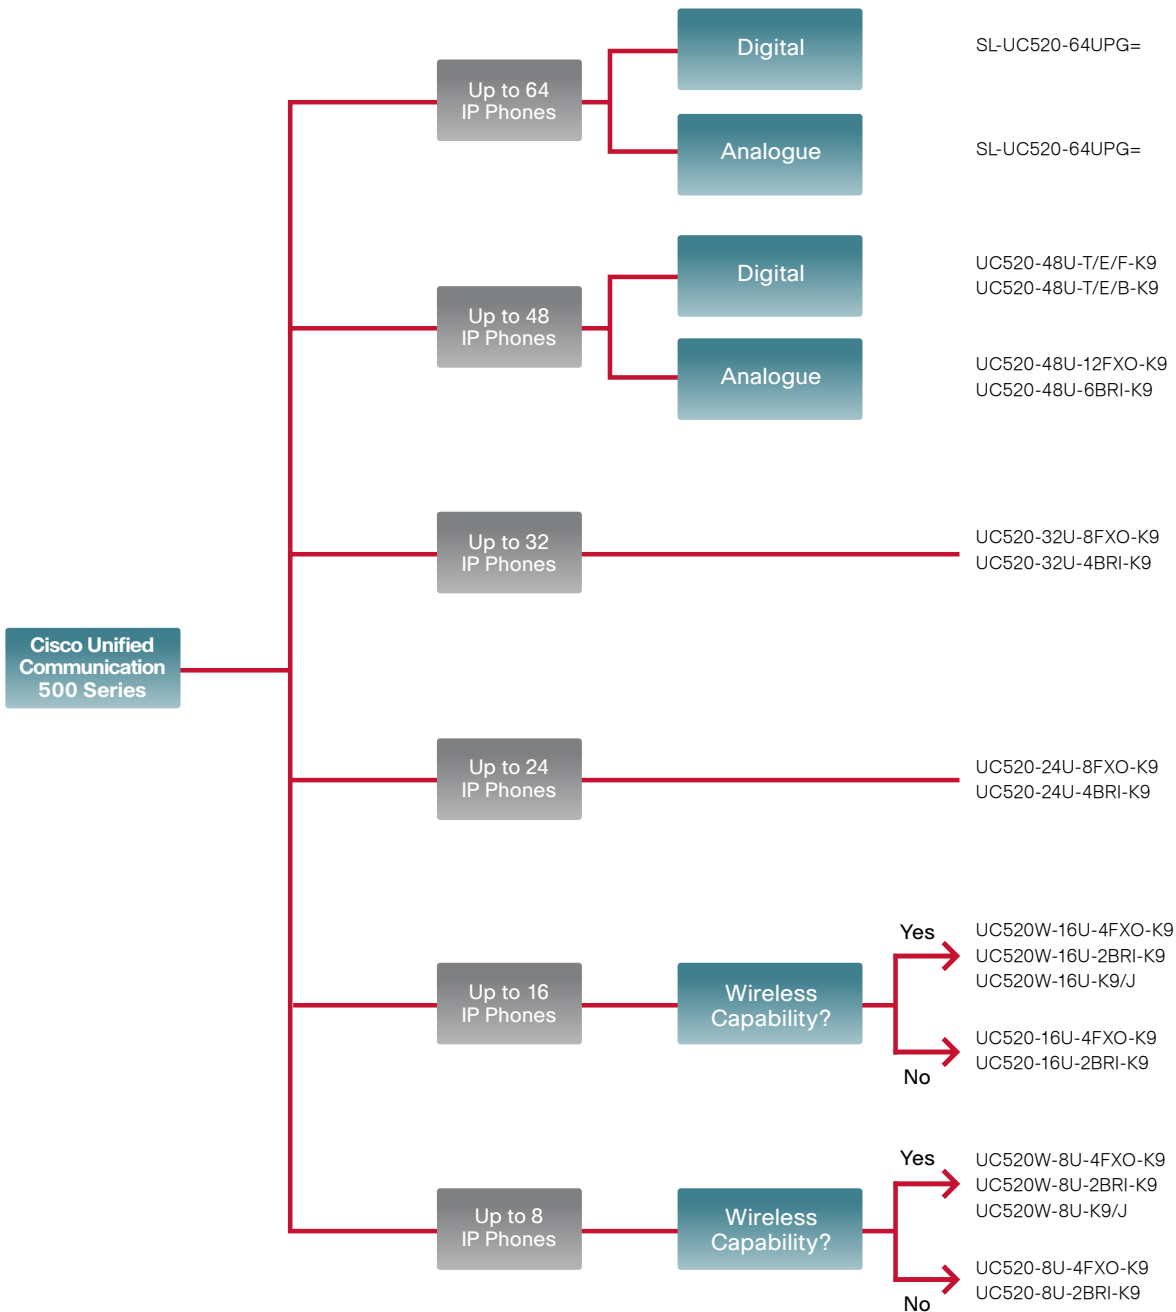 Up to 64
IP Phones
Digital
SL-UC520-64UPG=
Analogue
SL-UC520-64UPG=
Up to 48
IP Phones
Digital
UC520-48U-T/E/F-K9
UC520-48U-T/E/B-K9
Analogue
UC520-48U-12FXO-K9
UC520-48U-6BRI-K9
Up to 32
IP Phones
UC520-32U-8FXO-K9
UC520-32U-4BRI-K9
Cisco Unified
Communication
500 Series
Up to 24
IP Phones
UC520-24U-8FXO-K9
UC520-24U-4BRI-K9
Up to 16
IP Phones
Wireless
Capability?
Yes
UC520W-16U-4FXO-K9
UC520W-16U-2BRI-K9
UC520W-16U-K9/J
No
UC520-16U-4FXO-K9
UC520-16U-2BRI-K9
Up to 8
IP Phones
Wireless
Capability?
Yes
UC520W-8U-4FXO-K9
UC520W-8U-2BRI-K9
UC520W-8U-K9/J
No
UC520-8U-4FXO-K9
UC520-8U-2BRI-K9